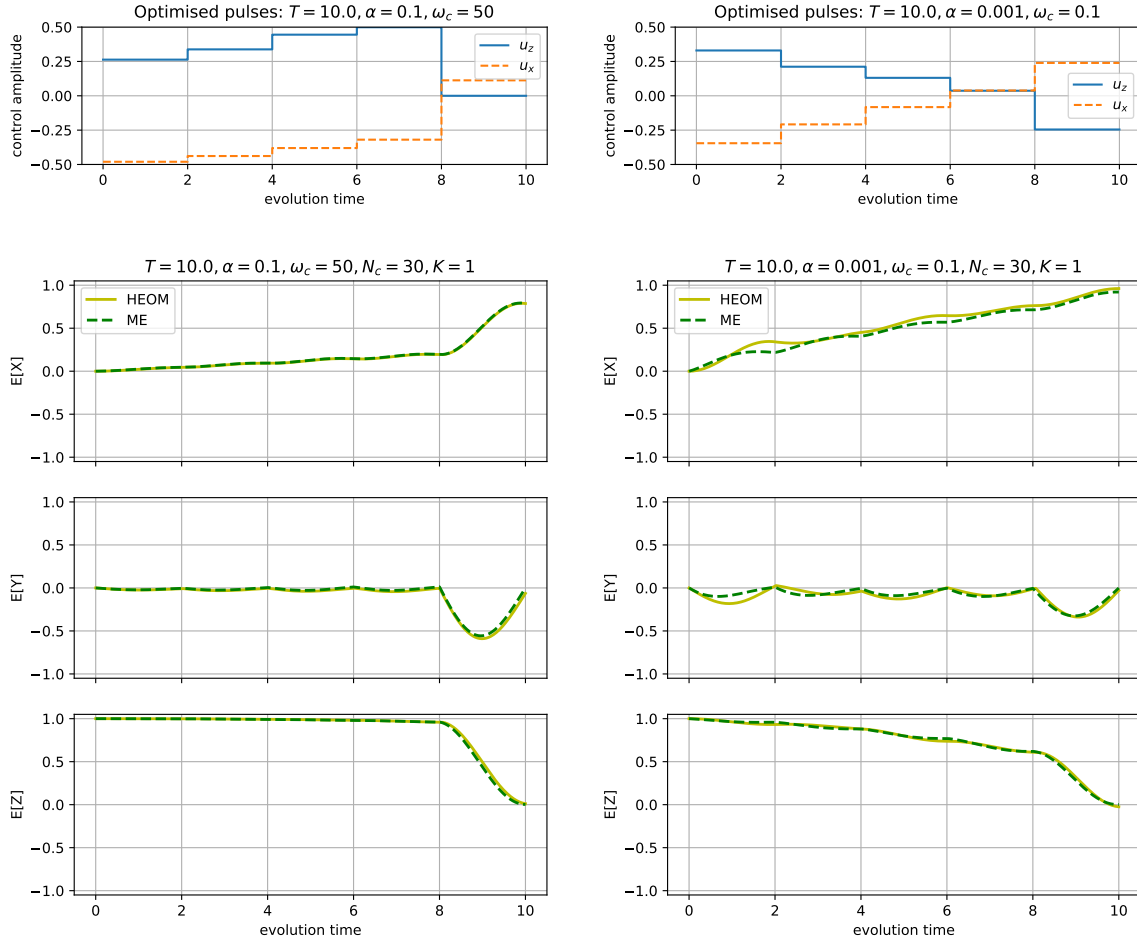 Optimised pulses: T = 10.0, α = 0.1, ω_c = 50
0.50
0.25
0.00
−0.25
−0.50
control amplitude
u_z
u_x
0 2 4 6 8 10
evolution time
Optimised pulses: T = 10.0, α = 0.001, ω_c = 0.1
0.50
0.25
0.00
−0.25
−0.50
control amplitude
u_z
u_x
0 2 4 6 8 10
evolution time
T = 10.0, α = 0.1, ω_c = 50, N_c = 30, K = 1
1.0
0.5
0.0
−0.5
−1.0
E[X]
HEOM
ME
T = 10.0, α = 0.001, ω_c = 0.1, N_c = 30, K = 1
1.0
0.5
0.0
−0.5
−1.0
E[X]
HEOM
ME
1.0
0.5
0.0
−0.5
−1.0
E[Y]
1.0
0.5
0.0
−0.5
−1.0
E[Y]
1.0
0.5
0.0
−0.5
−1.0
E[Z]
0 2 4 6 8 10
evolution time
1.0
0.5
0.0
−0.5
−1.0
E[Z]
0 2 4 6 8 10
evolution time